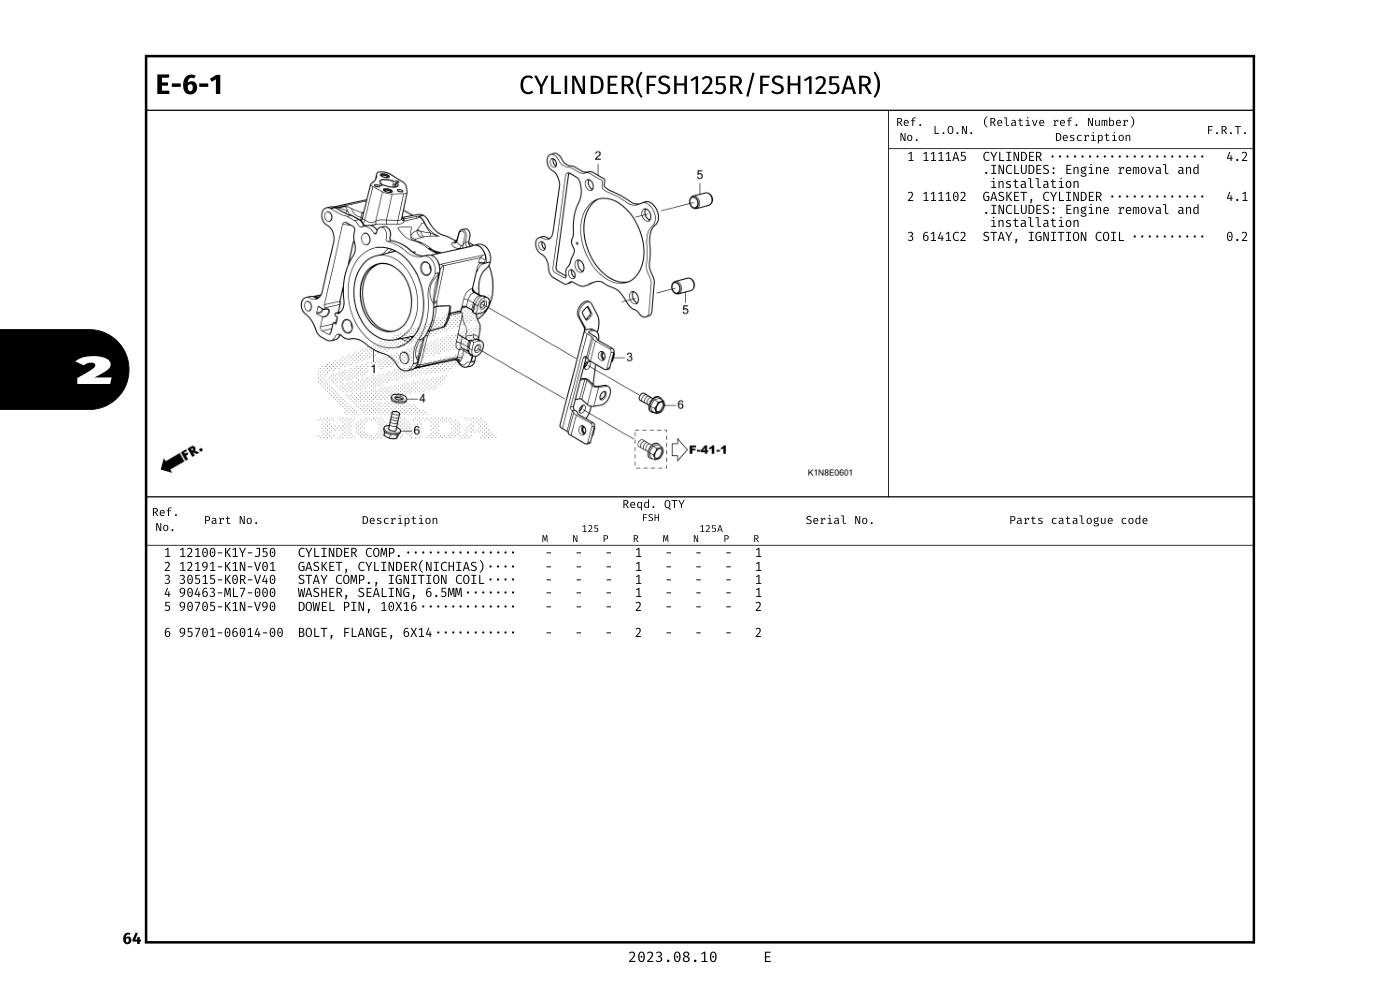 E-6-1
CYLINDER(FSH125R/FSH125AR)
Ref. No. L.O.N. (Relative ref. Number) Description F.R.T.
1 1111A5 CYLINDER ····················· 4.2
.INCLUDES: Engine removal and
installation
2 111102 GASKET, CYLINDER ············· 4.1
.INCLUDES: Engine removal and
installation
3 6141C2 STAY, IGNITION COIL ·········· 0.2
2
5
5
3
1
4
6
6
F-41-1
FR.
HONDA
K1N8E0601
2
Ref. No. Part No. Description Reqd. QTY Serial No. Parts catalogue code
FSH
125 125A
M N P R M N P R
1 12100-K1Y-J50 CYLINDER COMP.··············· - - - 1 - - - 1
2 12191-K1N-V01 GASKET, CYLINDER(NICHIAS)···· - - - 1 - - - 1
3 30515-K0R-V40 STAY COMP., IGNITION COIL···· - - - 1 - - - 1
4 90463-ML7-000 WASHER, SEALING, 6.5MM······· - - - 1 - - - 1
5 90705-K1N-V90 DOWEL PIN, 10X16············· - - - 2 - - - 2
6 95701-06014-00 BOLT, FLANGE, 6X14··········· - - - 2 - - - 2
64
2023.08.10 E